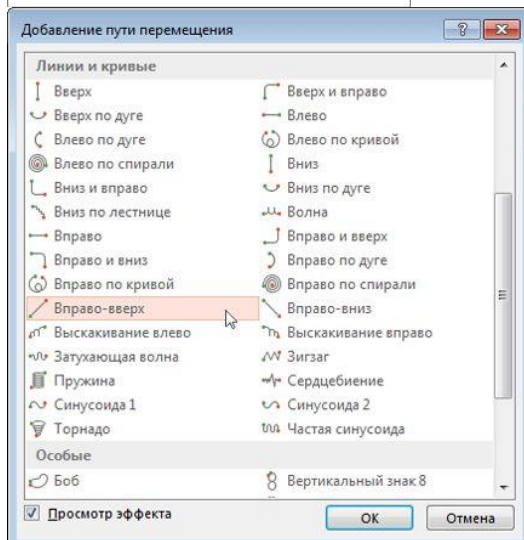 Добавление пути перемещения
Линии и кривые
Вверх Вверх и вправо
Вверх по дуге Влево
Влево по дуге Влево по кривой
Влево по спирали Вниз
Вниз и вправо Вниз по дуге
Вниз по лестнице Волна
Вправо Вправо и вверх
Вправо и вниз Вправо по дуге
Вправо по кривой Вправо по спирали
Вправо-вверх Вправо-вниз
Выскакивание влево Выскакивание вправо
Затухающая волна Зигзаг
Пружина Сердцебиение
Синусоида 1 Синусоида 2
Торнадо Частая синусоида
Особые
Боб Вертикальный знак 8
Просмотр эффекта ОК Отмена